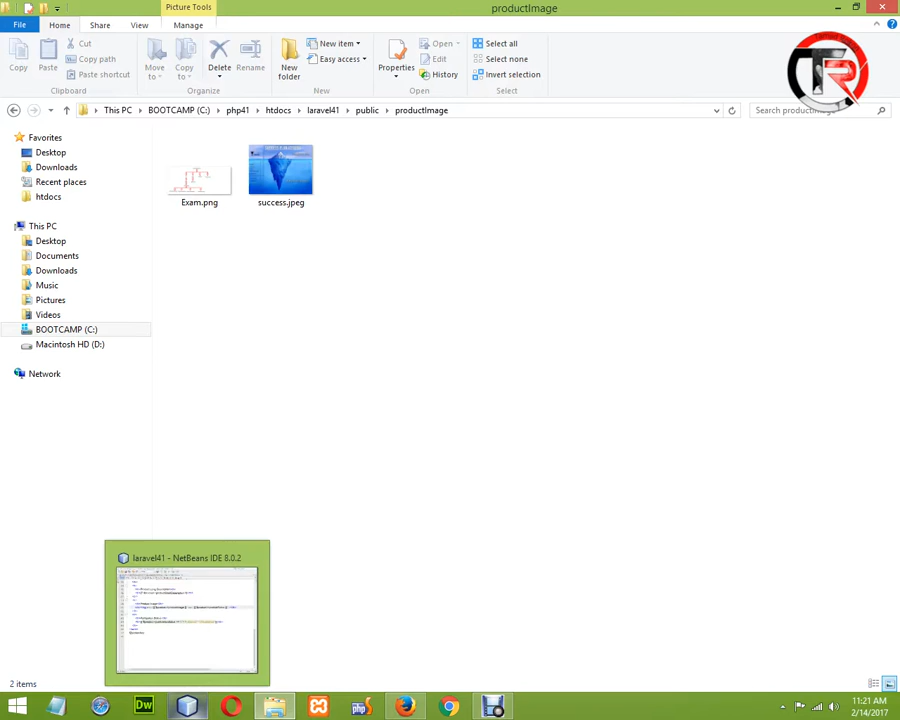 Picture Tools
productImage
File
Home
Share
View
Manage
Copy
Paste
Cut
Copy path
Paste shortcut
Clipboard
Move to
Copy to
Delete
Rename
Organize
New folder
New item
Easy access
New
Properties
Open
Edit
History
Open
Select all
Select none
Invert selection
Select
TR
This PC
BOOTCAMP (C:)
php41
htdocs
laravel41
public
productImage
Search productImage
Favorites
Desktop
Downloads
Recent places
htdocs
This PC
Desktop
Documents
Downloads
Music
Pictures
Videos
BOOTCAMP (C:)
Macintosh HD (D:)
Network
Exam.png
success.jpeg
laravel41 - NetBeans IDE 8.0.2
2 items
Dw
php
11:21 AM
2/14/2017